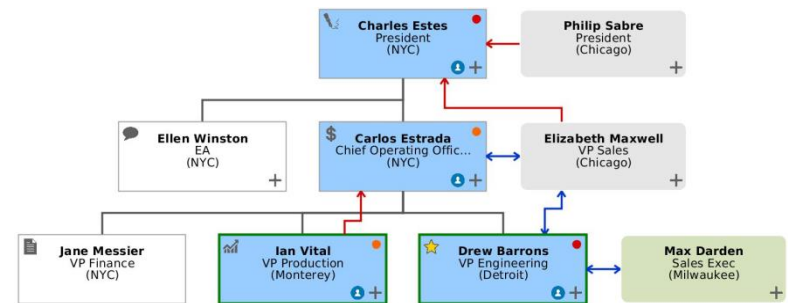 Charles Estes
President
(NYC)
Philip Sabre
President
(Chicago)
Ellen Winston
EA
(NYC)
$
Carlos Estrada
Chief Operating Offic...
(NYC)
Elizabeth Maxwell
VP Sales
(Chicago)
Jane Messier
VP Finance
(NYC)
Ian Vital
VP Production
(Monterey)
Drew Barrons
VP Engineering
(Detroit)
Max Darden
Sales Exec
(Milwaukee)